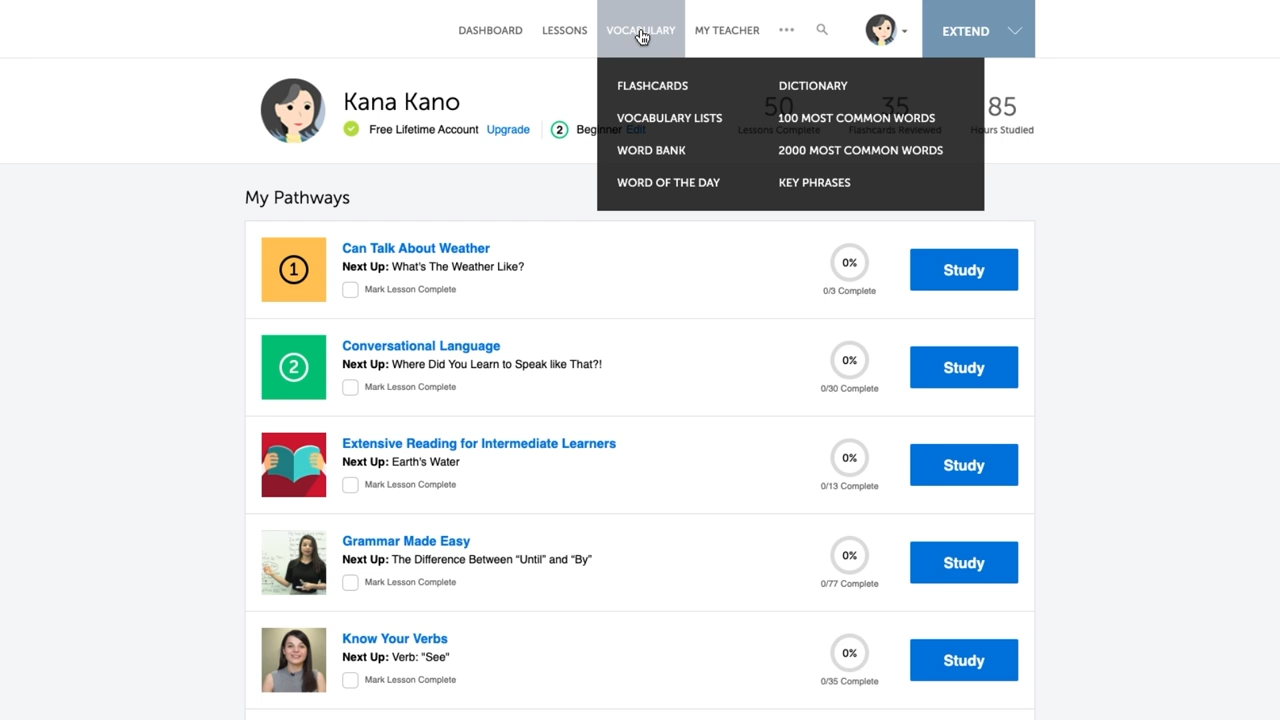 DASHBOARD LESSONS VOCABULARY MY TEACHER ••• EXTEND
FLASHCARDS DICTIONARY
VOCABULARY LISTS 100 MOST COMMON WORDS
WORD BANK 2000 MOST COMMON WORDS
WORD OF THE DAY KEY PHRASES
Kana Kano
50 35 85
Free Lifetime Account Upgrade 2 Beginner Edit Lessons Complete Flashcards Reviewed Hours Studied
My Pathways
1
Can Talk About Weather
Next Up: What's The Weather Like?
Mark Lesson Complete
0%
0/3 Complete
Study
2
Conversational Language
Next Up: Where Did You Learn to Speak like That?!
Mark Lesson Complete
0%
0/30 Complete
Study
Extensive Reading for Intermediate Learners
Next Up: Earth's Water
Mark Lesson Complete
0%
0/13 Complete
Study
Grammar Made Easy
Next Up: The Difference Between “Until” and “By”
Mark Lesson Complete
0%
0/77 Complete
Study
Know Your Verbs
Next Up: Verb: "See"
Mark Lesson Complete
0%
0/35 Complete
Study